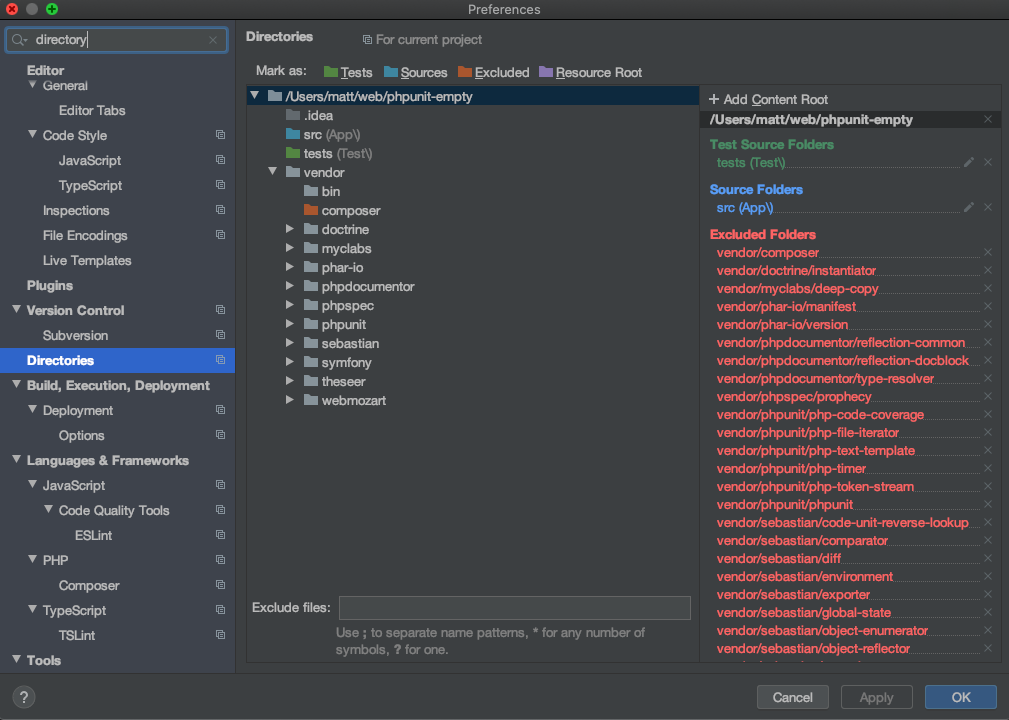 Preferences
directory
Editor
General
Editor Tabs
Code Style
JavaScript
TypeScript
Inspections
File Encodings
Live Templates
Plugins
Version Control
Subversion
Directories
Build, Execution, Deployment
Deployment
Options
Languages & Frameworks
JavaScript
Code Quality Tools
ESLint
PHP
Composer
TypeScript
TSLint
Tools
Directories For current project
Mark as: Tests Sources Excluded Resource Root
/Users/matt/web/phpunit-empty
.idea
src (App\)
tests (Test\)
vendor
bin
composer
doctrine
myclabs
phar-io
phpdocumentor
phpspec
phpunit
sebastian
symfony
theseer
webmozart
Exclude files:
Use ; to separate name patterns, * for any number of
symbols, ? for one.
+ Add Content Root
/Users/matt/web/phpunit-empty
Test Source Folders
tests (Test\)
Source Folders
src (App\)
Excluded Folders
vendor/composer
vendor/doctrine/instantiator
vendor/myclabs/deep-copy
vendor/phar-io/manifest
vendor/phar-io/version
vendor/phpdocumentor/reflection-common
vendor/phpdocumentor/reflection-docblock
vendor/phpdocumentor/type-resolver
vendor/phpspec/prophecy
vendor/phpunit/php-code-coverage
vendor/phpunit/php-file-iterator
vendor/phpunit/php-text-template
vendor/phpunit/php-timer
vendor/phpunit/php-token-stream
vendor/phpunit/phpunit
vendor/sebastian/code-unit-reverse-lookup
vendor/sebastian/comparator
vendor/sebastian/diff
vendor/sebastian/environment
vendor/sebastian/exporter
vendor/sebastian/global-state
vendor/sebastian/object-enumerator
vendor/sebastian/object-reflector
? Cancel Apply OK